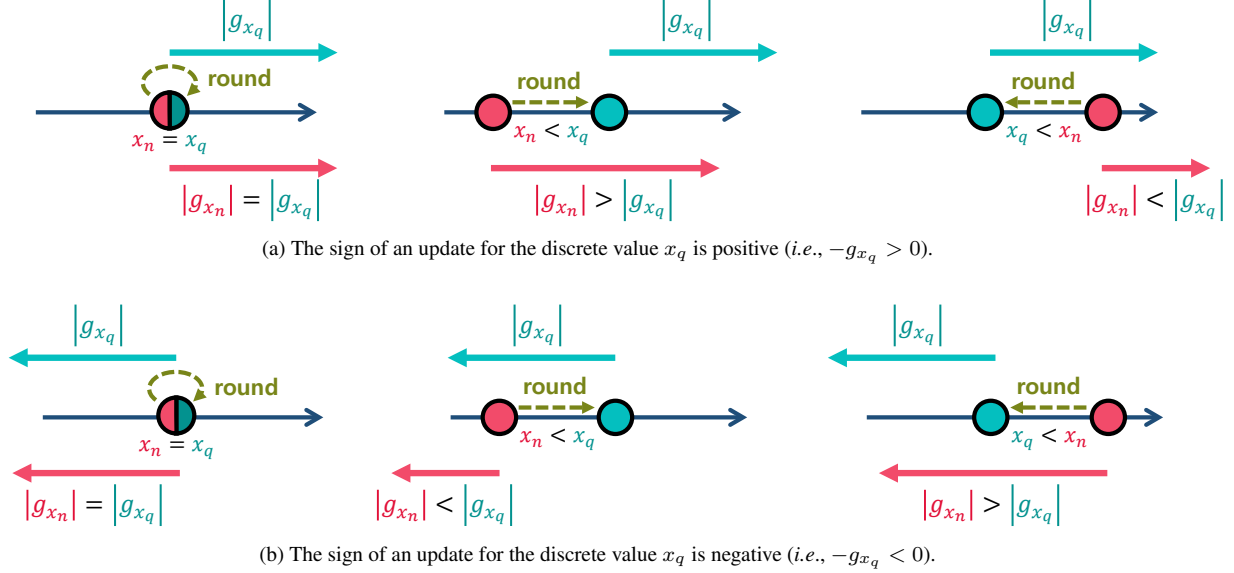 |g_{x_q}| |g_{x_q}| |g_{x_q}|
round round round
x_n = x_q x_n < x_q x_q < x_n
|g_{x_n}| = |g_{x_q}| |g_{x_n}| > |g_{x_q}| |g_{x_n}| < |g_{x_q}|
(a) The sign of an update for the discrete value x_q is positive (i.e., −g_{x_q} > 0).
|g_{x_q}| |g_{x_q}| |g_{x_q}|
round round round
x_n = x_q x_n < x_q x_q < x_n
|g_{x_n}| = |g_{x_q}| |g_{x_n}| < |g_{x_q}| |g_{x_n}| > |g_{x_q}|
(b) The sign of an update for the discrete value x_q is negative (i.e., −g_{x_q} < 0).